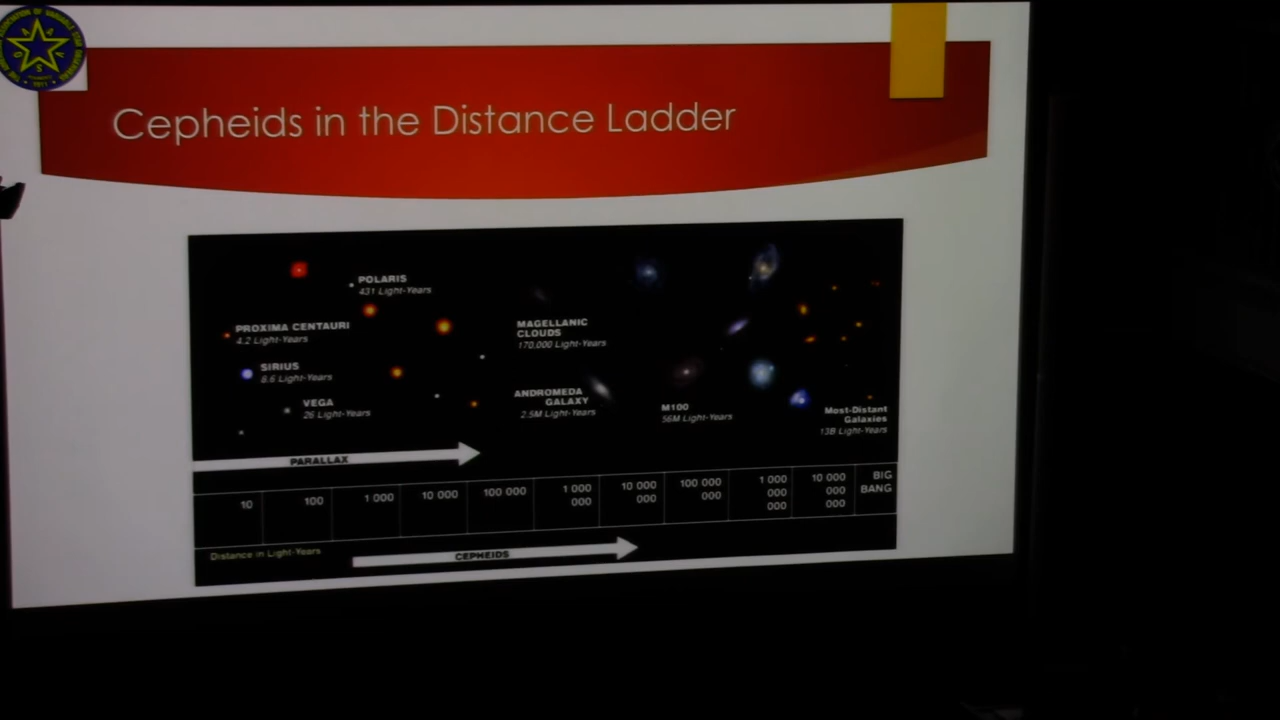 Cepheids in the Distance Ladder
POLARIS
431 Light-Years
PROXIMA CENTAURI
4.2 Light-Years
SIRIUS
8.6 Light-Years
VEGA
26 Light-Years
MAGELLANIC
CLOUDS
170,000 Light-Years
ANDROMEDA
GALAXY
2.5M Light-Years
M100
56M Light-Years
Most-Distant
Galaxies
13B Light-Years
PARALLAX
10
100
1 000
10 000
100 000
1 000
000
10 000
000
100 000
000
1 000
000
000
10 000
000
000
BIG
BANG
Distance in Light-Years
CEPHEIDS